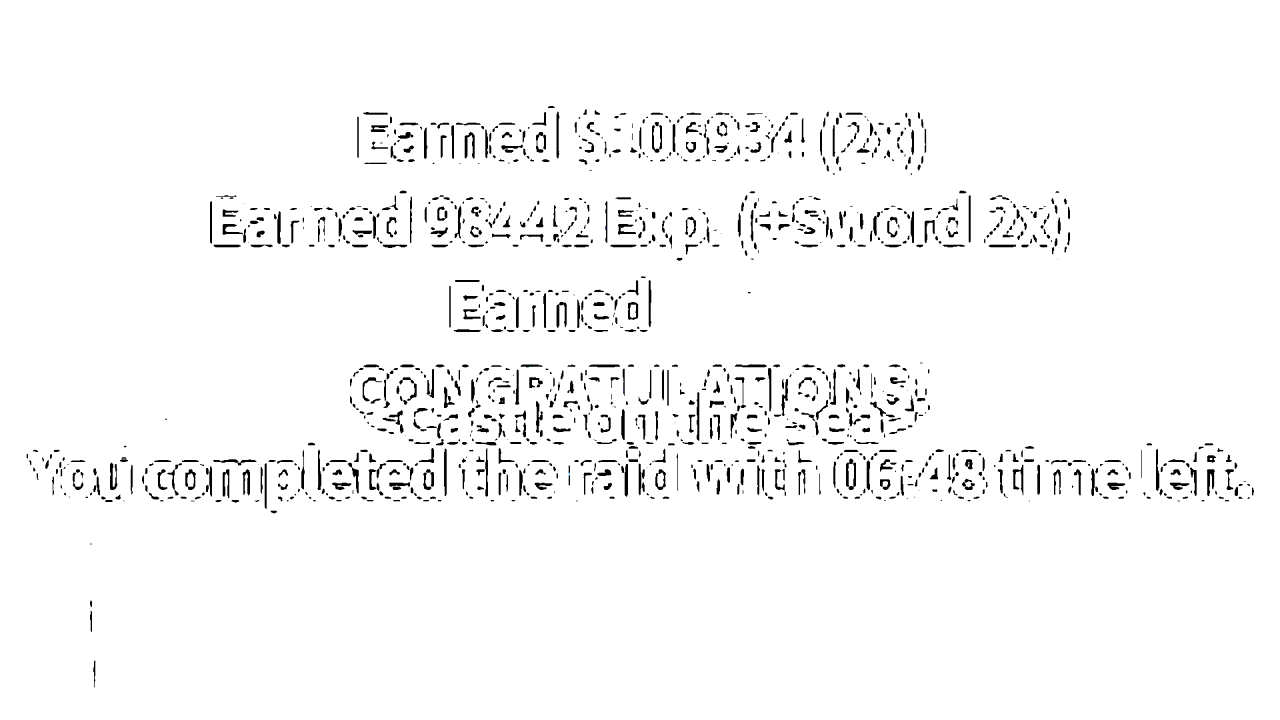 Earned $106934 (2x)
Earned 98442 Exp. (+Sword 2x)
Earned
CONGRATULATIONS!
<Castle on the Sea>
You completed the raid with 06:48 time left.